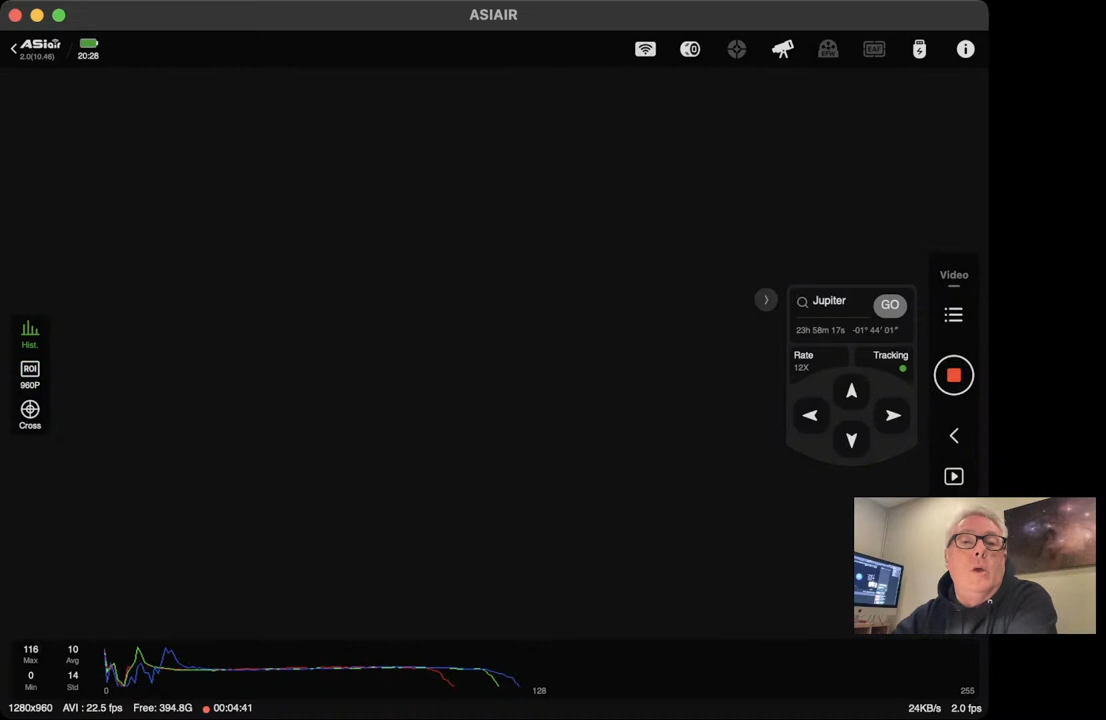 ASIAIR
ASiair
2.0(10.46)
20:28
EFW
EAF
Video
Jupiter
GO
23h 58m 17s -01° 44′ 01″
Rate
12X
Tracking
Hist.
ROI
960P
Cross
116
Max
10
Avg
0
Min
14
Std
0
128
255
1280x960 AVI : 22.5 fps Free: 394.8G 00:04:41
24KB/s 2.0 fps